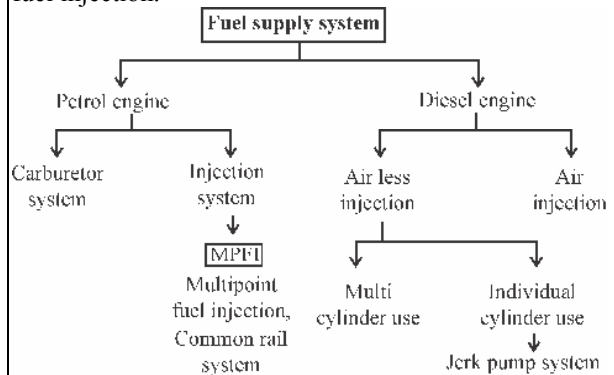 fuel injection.
Fuel supply system
Petrol engine
Diesel engine
Carburetor
system
Injection
system
Air less
injection
Air
injection
MPFI
Multipoint
fuel injection,
Common rail
system
Multi
cylinder use
Individual
cylinder use
Jerk pump system